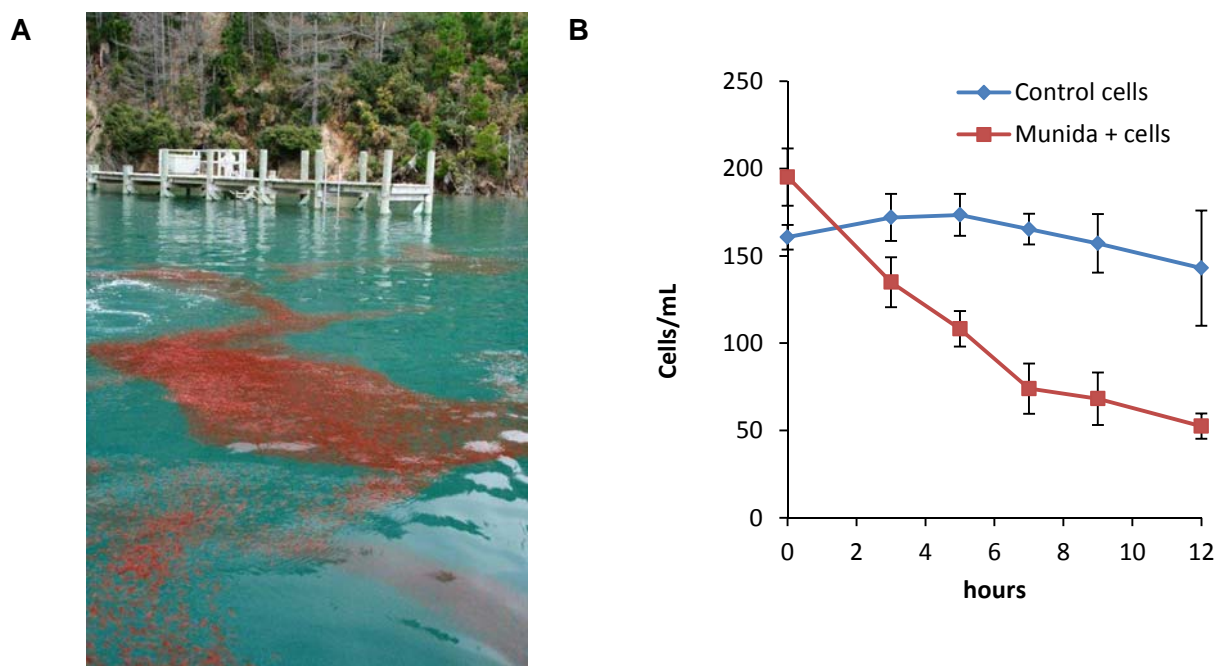 A
B
250
200
150
100
50
0
Cells/mL
Control cells
Munida + cells
0 2 4 6 8 10 12
hours